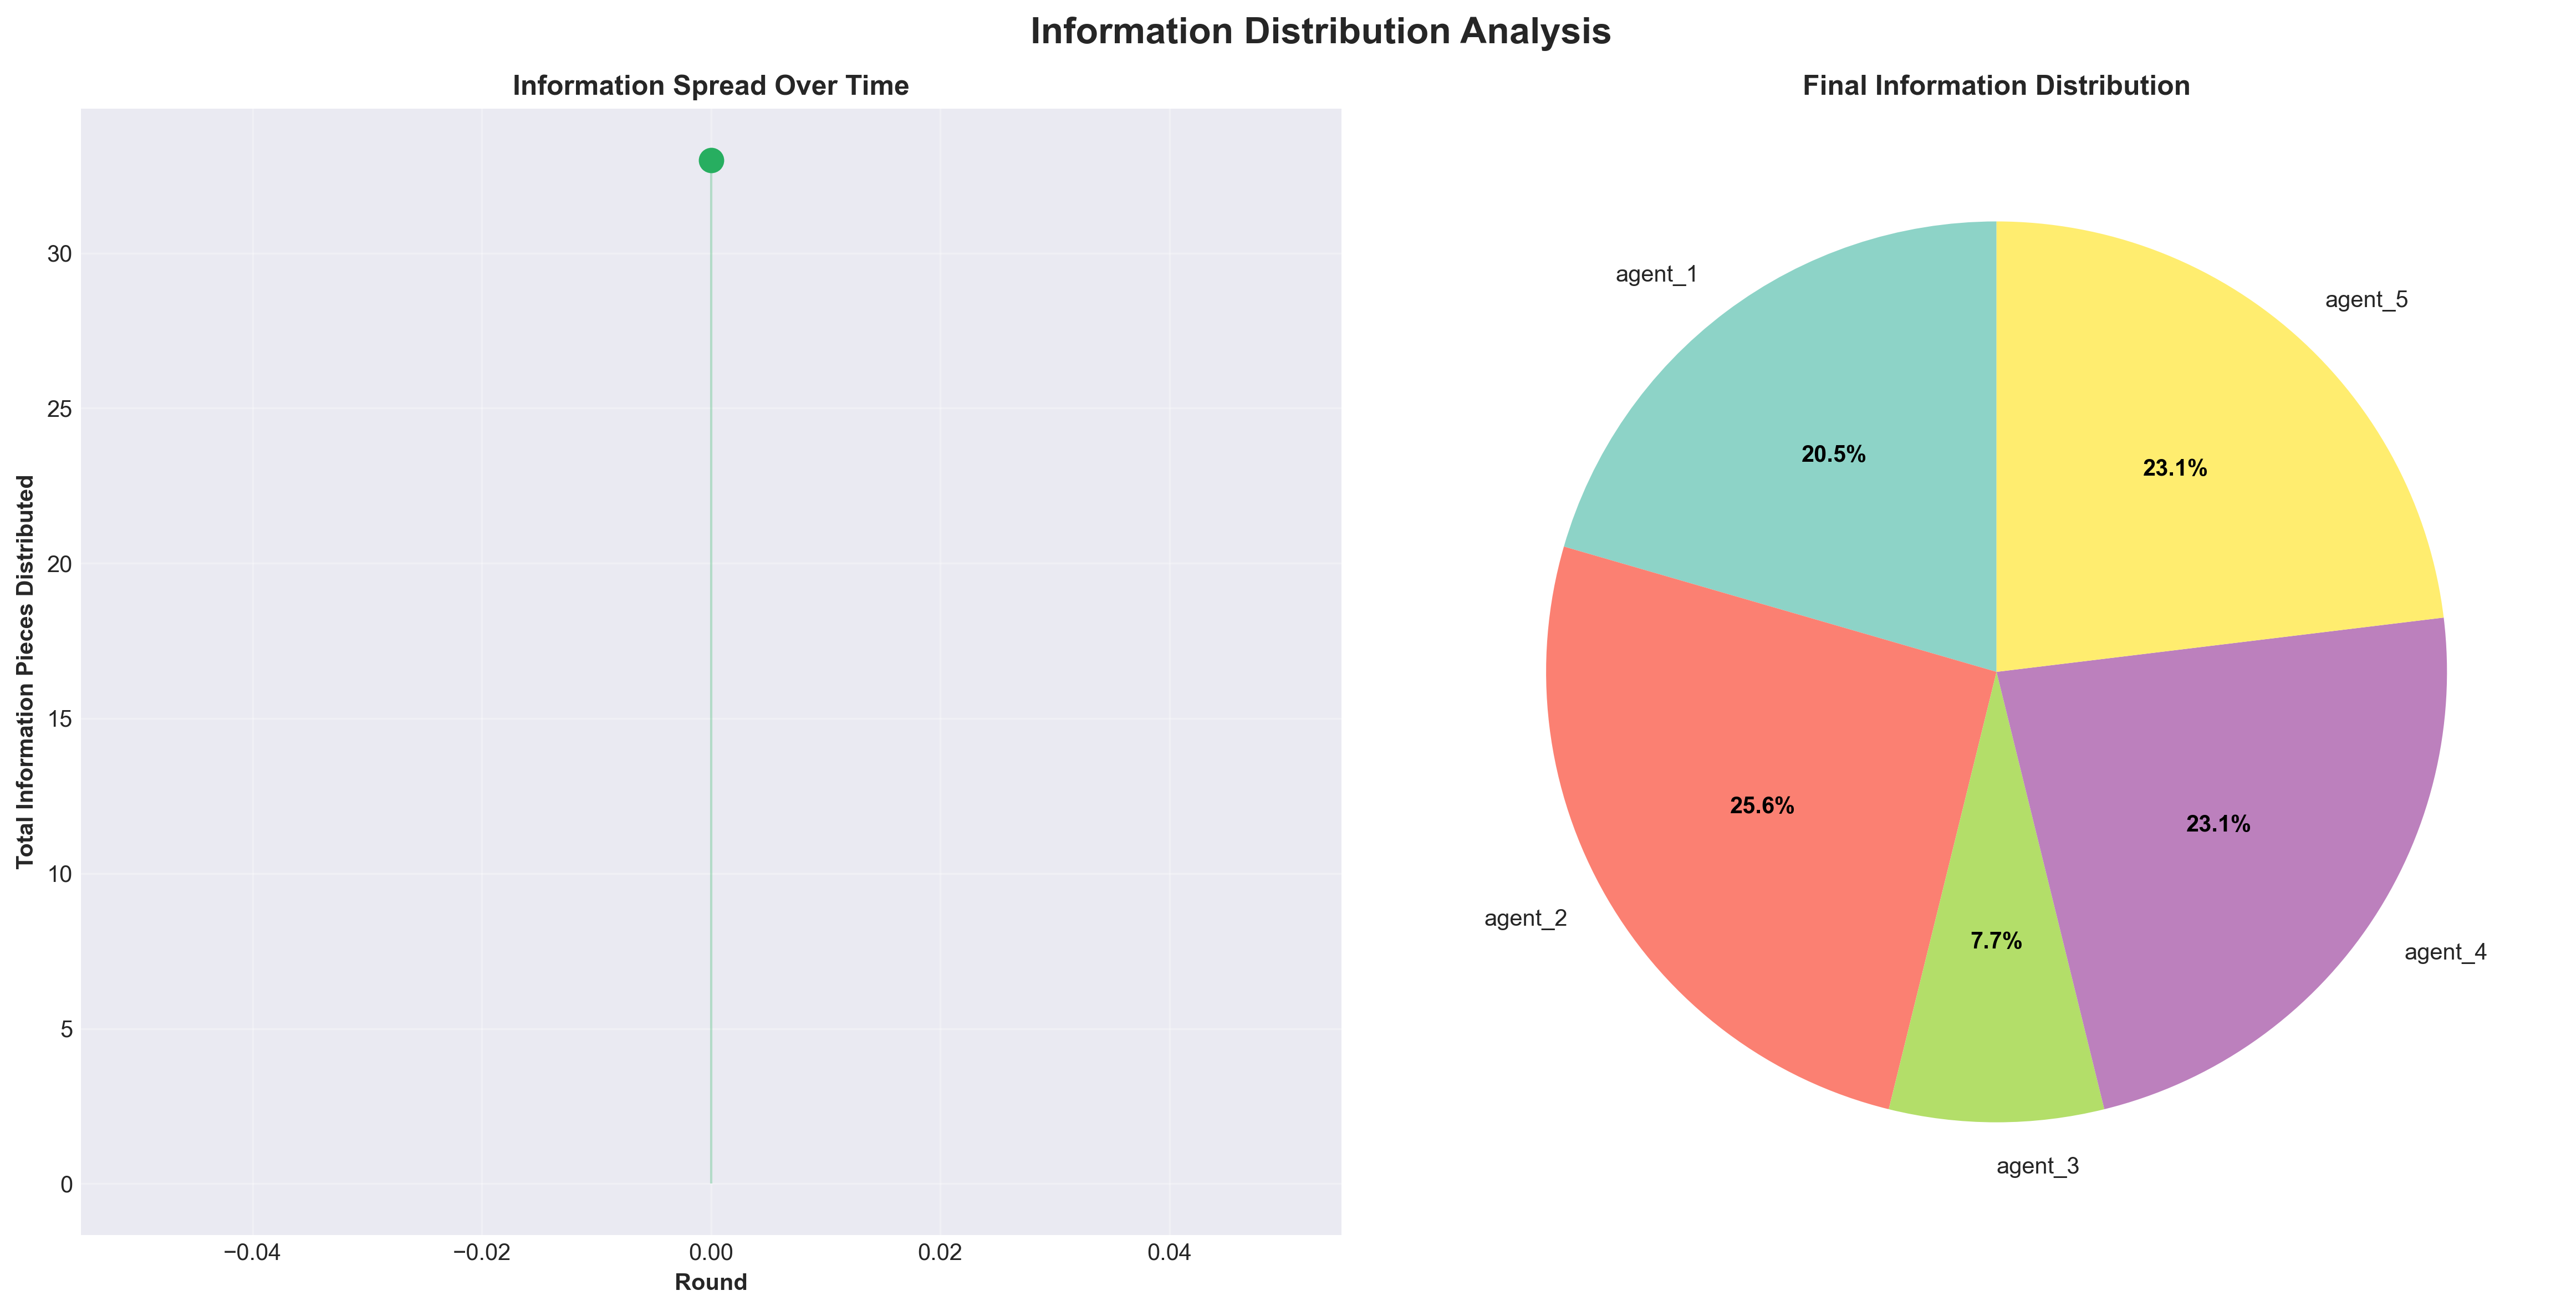 Information Distribution Analysis
Information Spread Over Time
Total Information Pieces Distributed
30
25
20
15
10
5
0
−0.04
−0.02
0.00
0.02
0.04
Round
Final Information Distribution
agent_1
20.5%
agent_5
23.1%
agent_2
25.6%
agent_4
23.1%
agent_3
7.7%